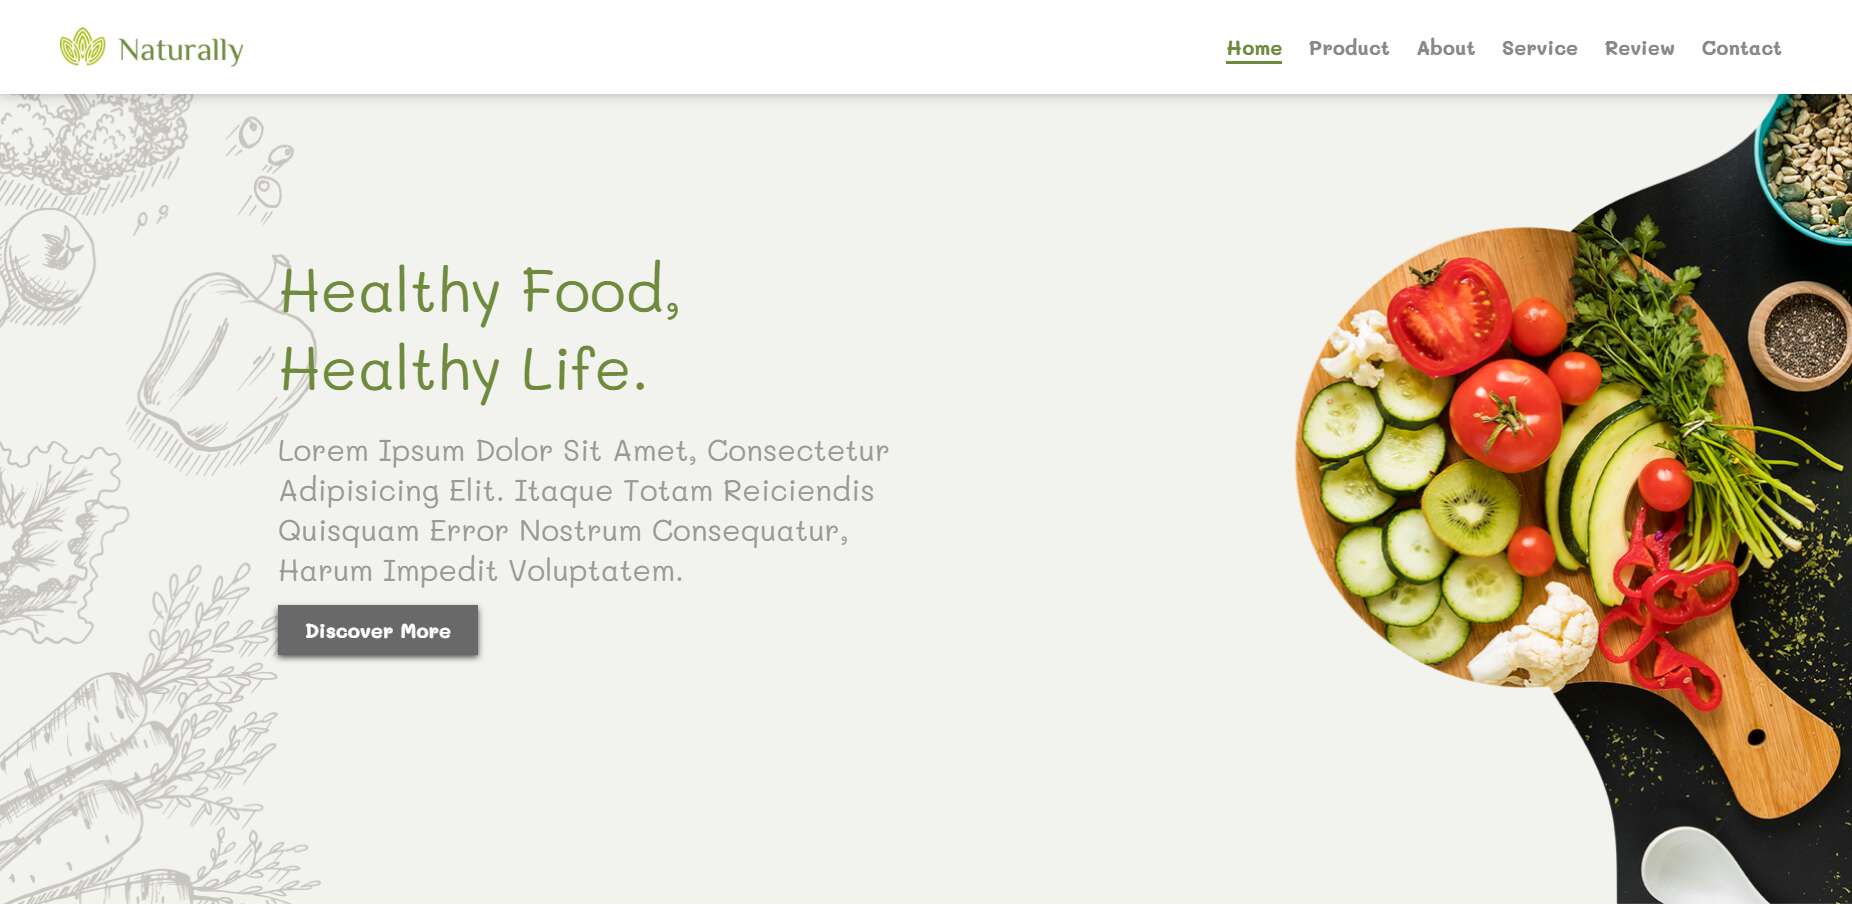 Naturally
Home Product About Service Review Contact
Healthy Food,
Healthy Life.
Lorem Ipsum Dolor Sit Amet, Consectetur
Adipisicing Elit. Itaque Totam Reiciendis
Quisquam Error Nostrum Consequatur,
Harum Impedit Voluptatem.
Discover More